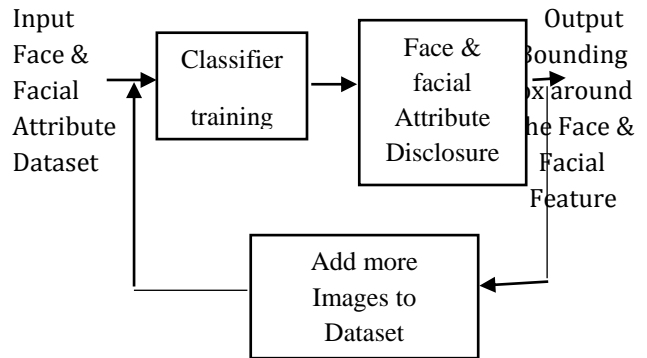 Input
Face &
Facial
Attribute
Dataset
Classifier
training
Face &
facial
Attribute
Disclosure
Output
around
Face &
Facial
Feature
Add more
Images to
Dataset